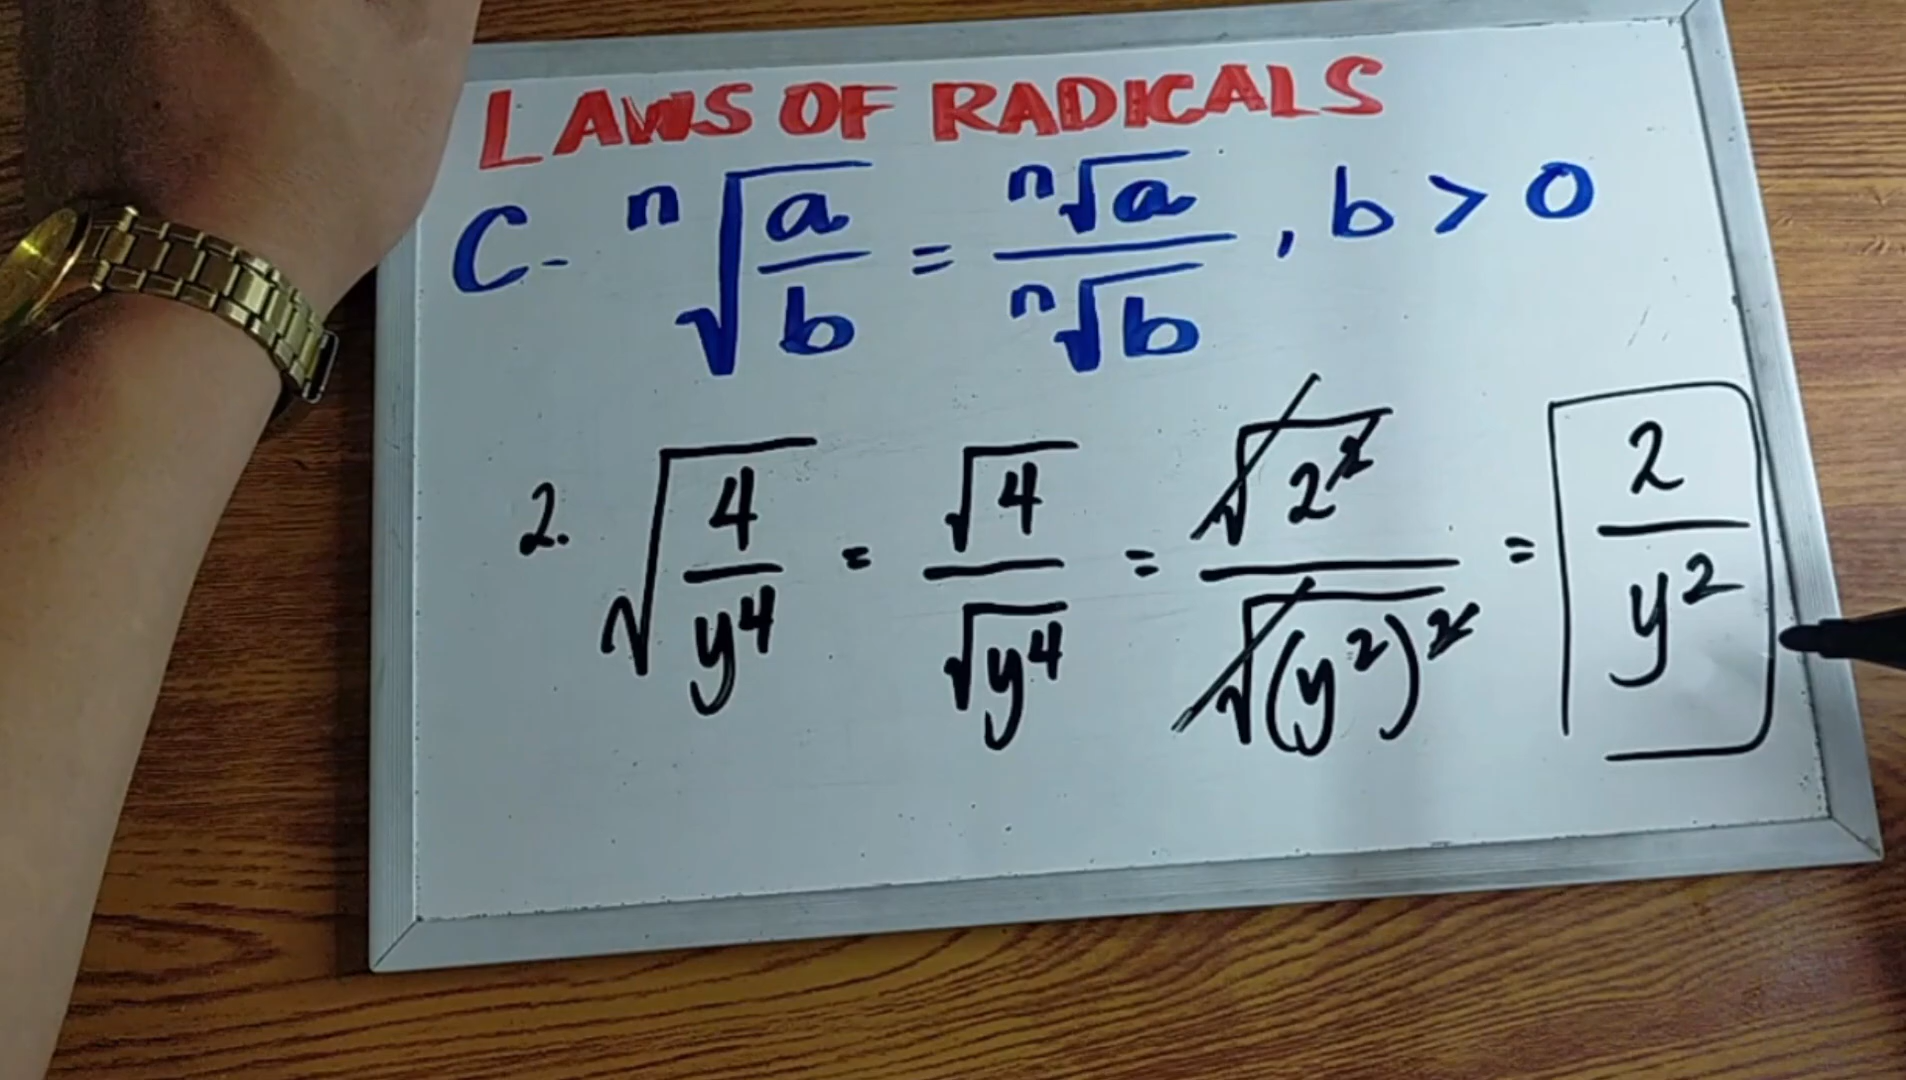 LAWS OF RADICALS
C. ⁿ√(a/b) = ⁿ√a / ⁿ√b , b > 0
2. √(4/y⁴) = √4 / √y⁴ = √2² / √(y²)² = 2/y²